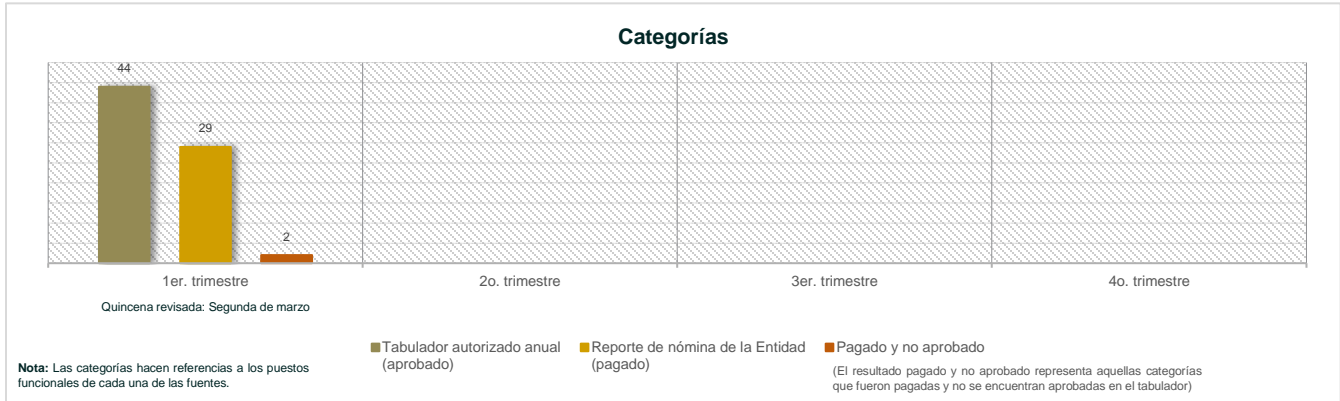 Categorías
44
29
2
1er. trimestre
2o. trimestre
3er. trimestre
4o. trimestre
Quincena revisada: Segunda de marzo
Tabulador autorizado anual
(aprobado)
Reporte de nómina de la Entidad
(pagado)
Pagado y no aprobado
(El resultado pagado y no aprobado representa aquellas categorías
que fueron pagadas y no se encuentran aprobadas en el tabulador)
Nota: Las categorías hacen referencias a los puestos
funcionales de cada una de las fuentes.